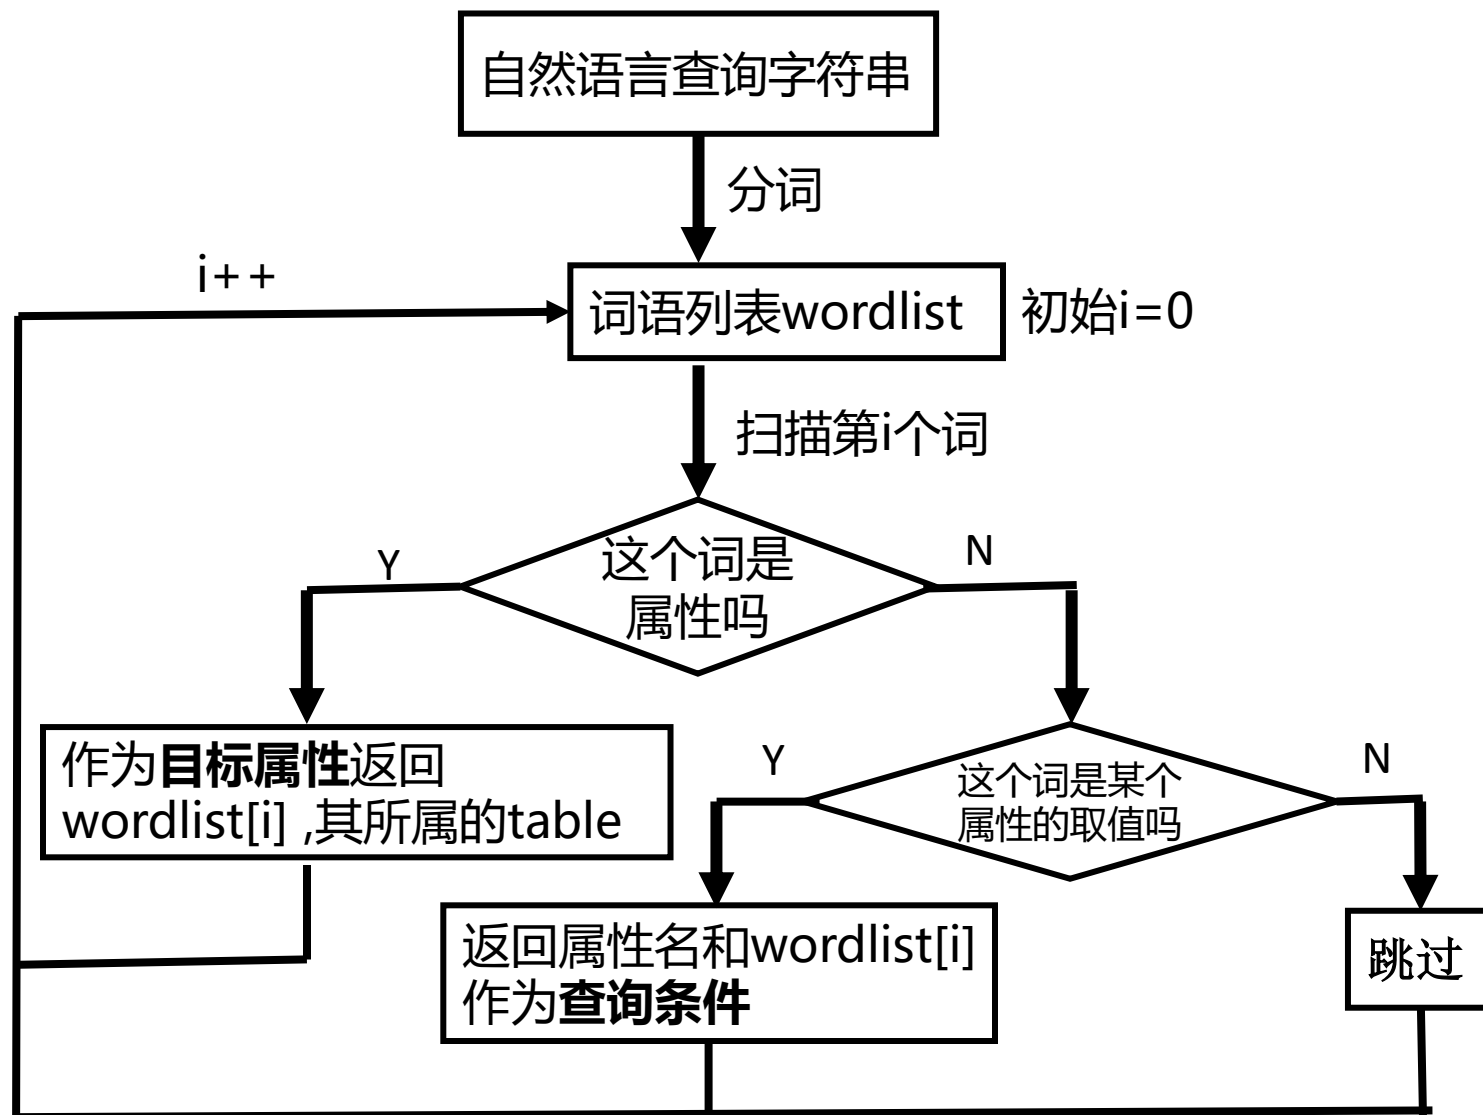 自然语言查询字符串
分词
i++
词语列表wordlist
初始i=0
扫描第i个词
这个词是
属性吗
Y
N
作为目标属性返回
wordlist[i] ,其所属的table
Y
这个词是某个
属性的取值吗
N
返回属性名和wordlist[i]
作为查询条件
跳过